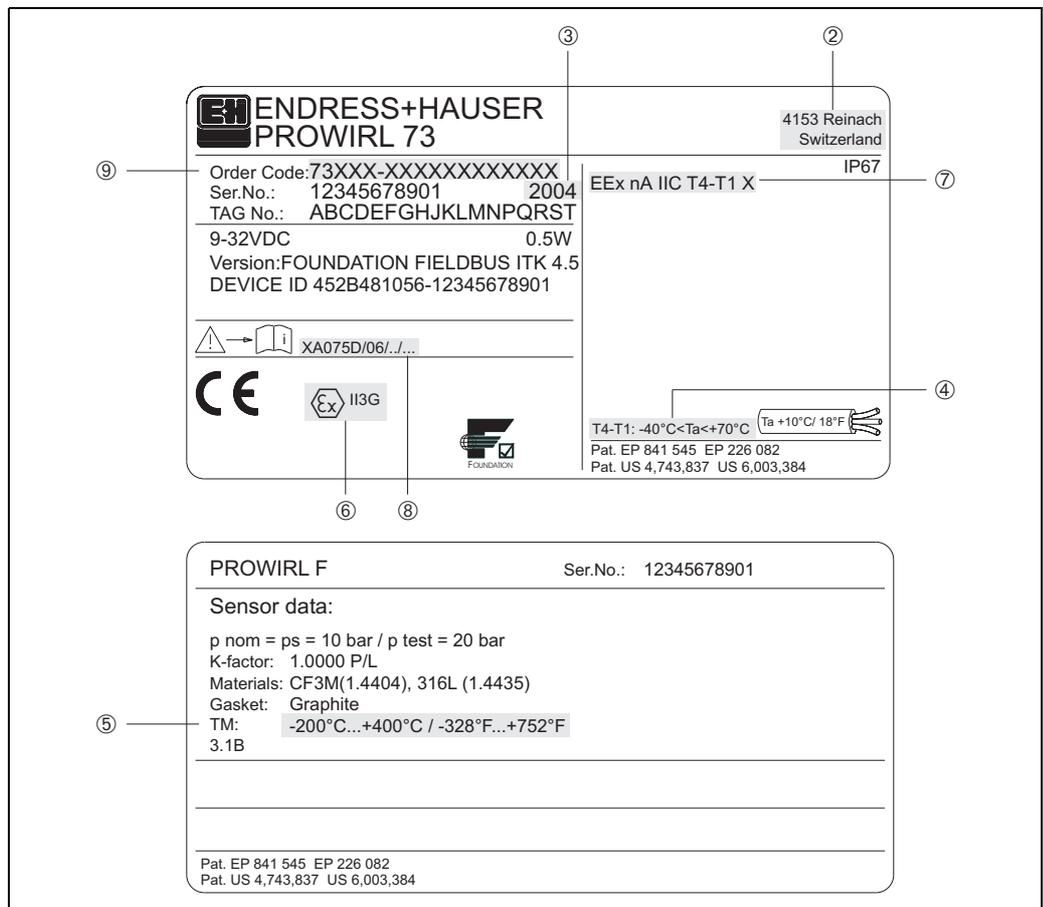 ③ ②
E+H ENDRESS+HAUSER
PROWIRL 73
4153 Reinach
Switzerland
IP67
⑨ Order Code:73XXX-XXXXXXXXXXXX
Ser.No.: 12345678901 2004
TAG No.: ABCDEFGHJKLMNPQRST
9-32VDC 0.5W
Version:FOUNDATION FIELDBUS ITK 4.5
DEVICE ID 452B481056-12345678901
EEx nA IIC T4-T1 X ⑦
i XA075D/06/../...
CE Ex II3G
FOUNDATION
④
T4-T1: -40°C<Ta<+70°C Ta +10°C/ 18°F
Pat. EP 841 545 EP 226 082
Pat. US 4,743,837 US 6,003,384
⑥ ⑧
PROWIRL F Ser.No.: 12345678901
Sensor data:
p nom = ps = 10 bar / p test = 20 bar
K-factor: 1.0000 P/L
Materials: CF3M(1.4404), 316L (1.4435)
Gasket: Graphite
⑤ TM: -200°C...+400°C / -328°F...+752°F
3.1B
Pat. EP 841 545 EP 226 082
Pat. US 4,743,837 US 6,003,384